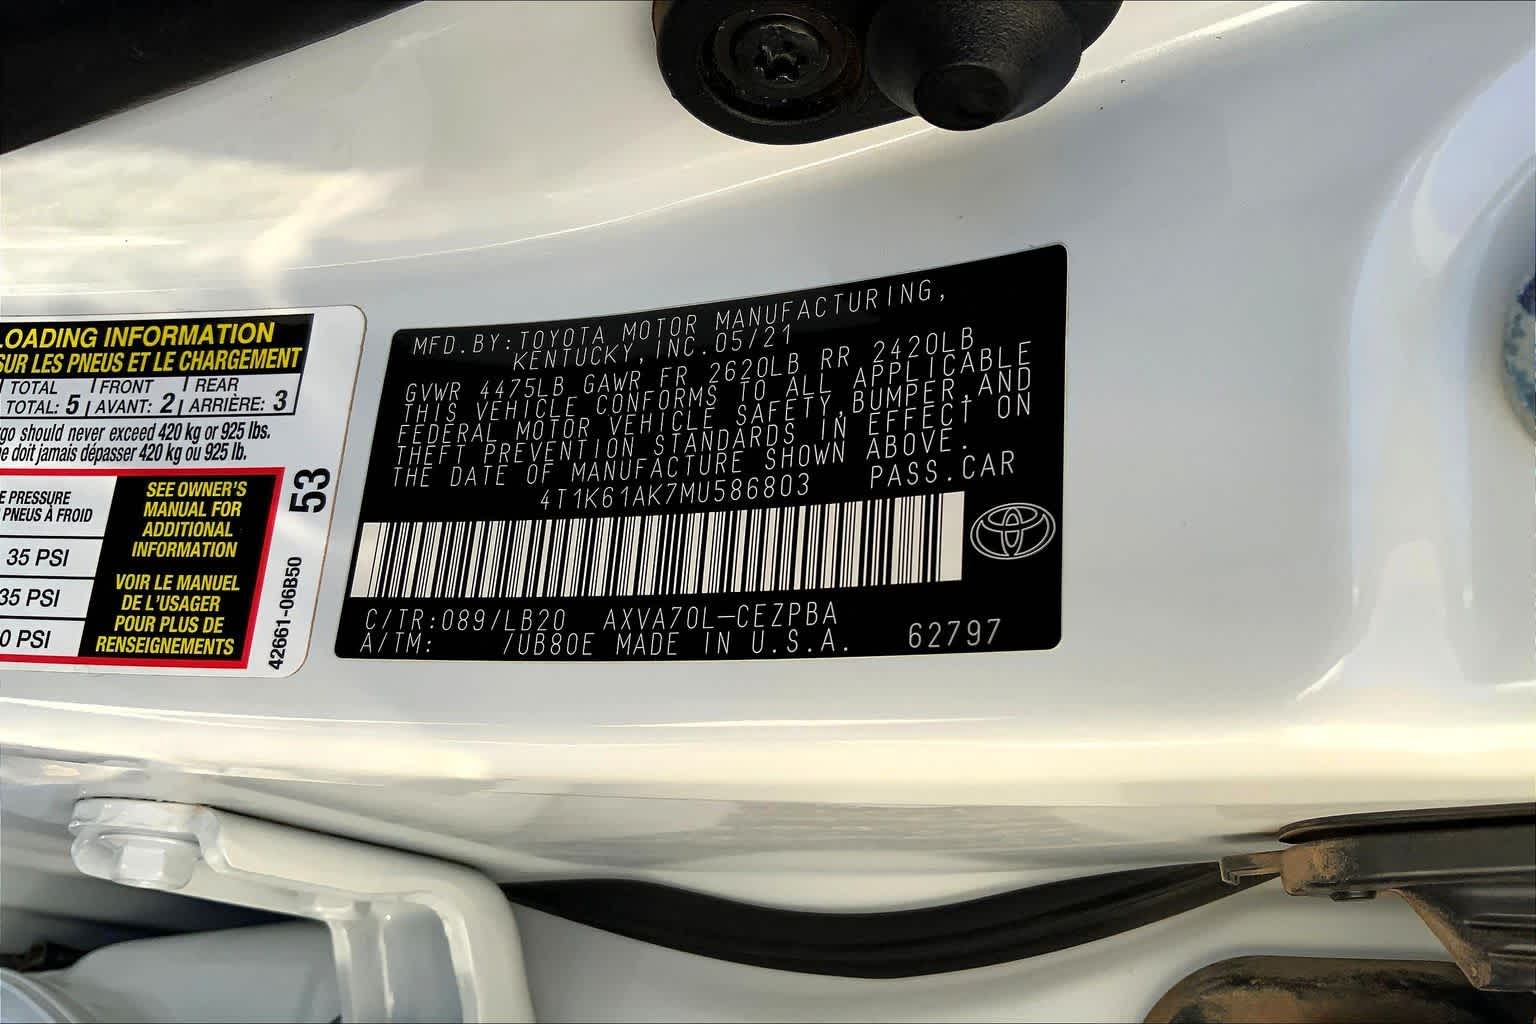 LOADING INFORMATION
SUR LES PNEUS ET LE CHARGEMENT
TOTAL | FRONT | REAR
TOTAL: 5 | AVANT: 2 | ARRIÈRE: 3
should never exceed 420 kg or 925 lbs.
doit jamais dépasser 420 kg ou 925 lb.
PRESSURE
PNEUS À FROID
35 PSI
35 PSI
0 PSI
SEE OWNER'S
MANUAL FOR
ADDITIONAL
INFORMATION
VOIR LE MANUEL
DE L'USAGER
POUR PLUS DE
RENSEIGNEMENTS
53
42661-06B50
MFD.BY:TOYOTA MOTOR MANUFACTURING,
KENTUCKY,INC.05/21
GVWR 4475LB GAWR FR 2620LB RR 2420LB
THIS VEHICLE CONFORMS TO ALL APPLICABLE
FEDERAL MOTOR VEHICLE SAFETY,BUMPER,AND
THEFT PREVENTION STANDARDS IN EFFECT ON
THE DATE OF MANUFACTURE SHOWN ABOVE.
4T1K61AK7MU586803 PASS.CAR
C/TR:089/LB20 AXVA70L-CEZPBA
A/TM: /UB80E MADE IN U.S.A. 62797